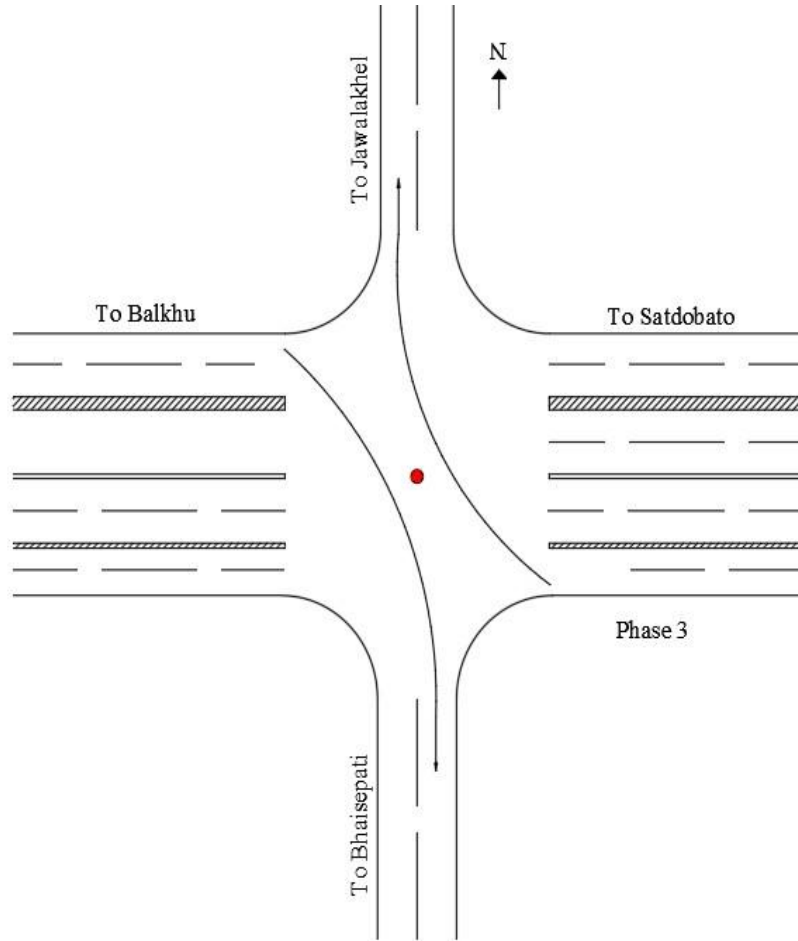 N
To Jawalakhel
To Balkhu
To Satdobato
Phase 3
To Bhaisepati